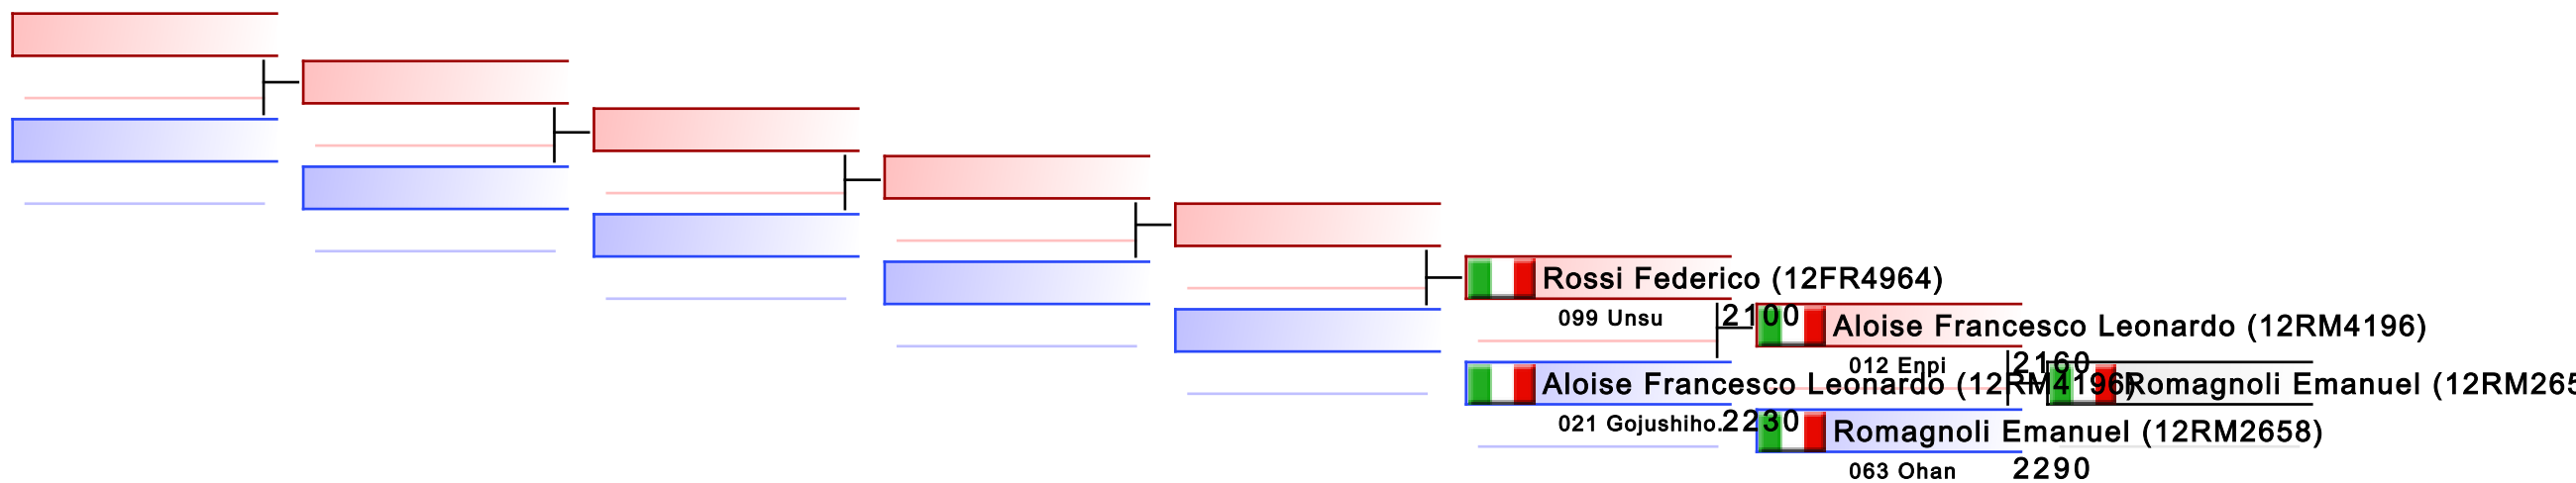 Rossi Federico (12FR4964)
099 Unsu 2100
Aloise Francesco Leonardo (12RM4196)
012 Enpi 2160
Aloise Francesco Leonardo (12RM4196)
Romagnoli Emanuel (12RM265
021 Gojushiho. 2230
Romagnoli Emanuel (12RM2658)
063 Ohan 2290